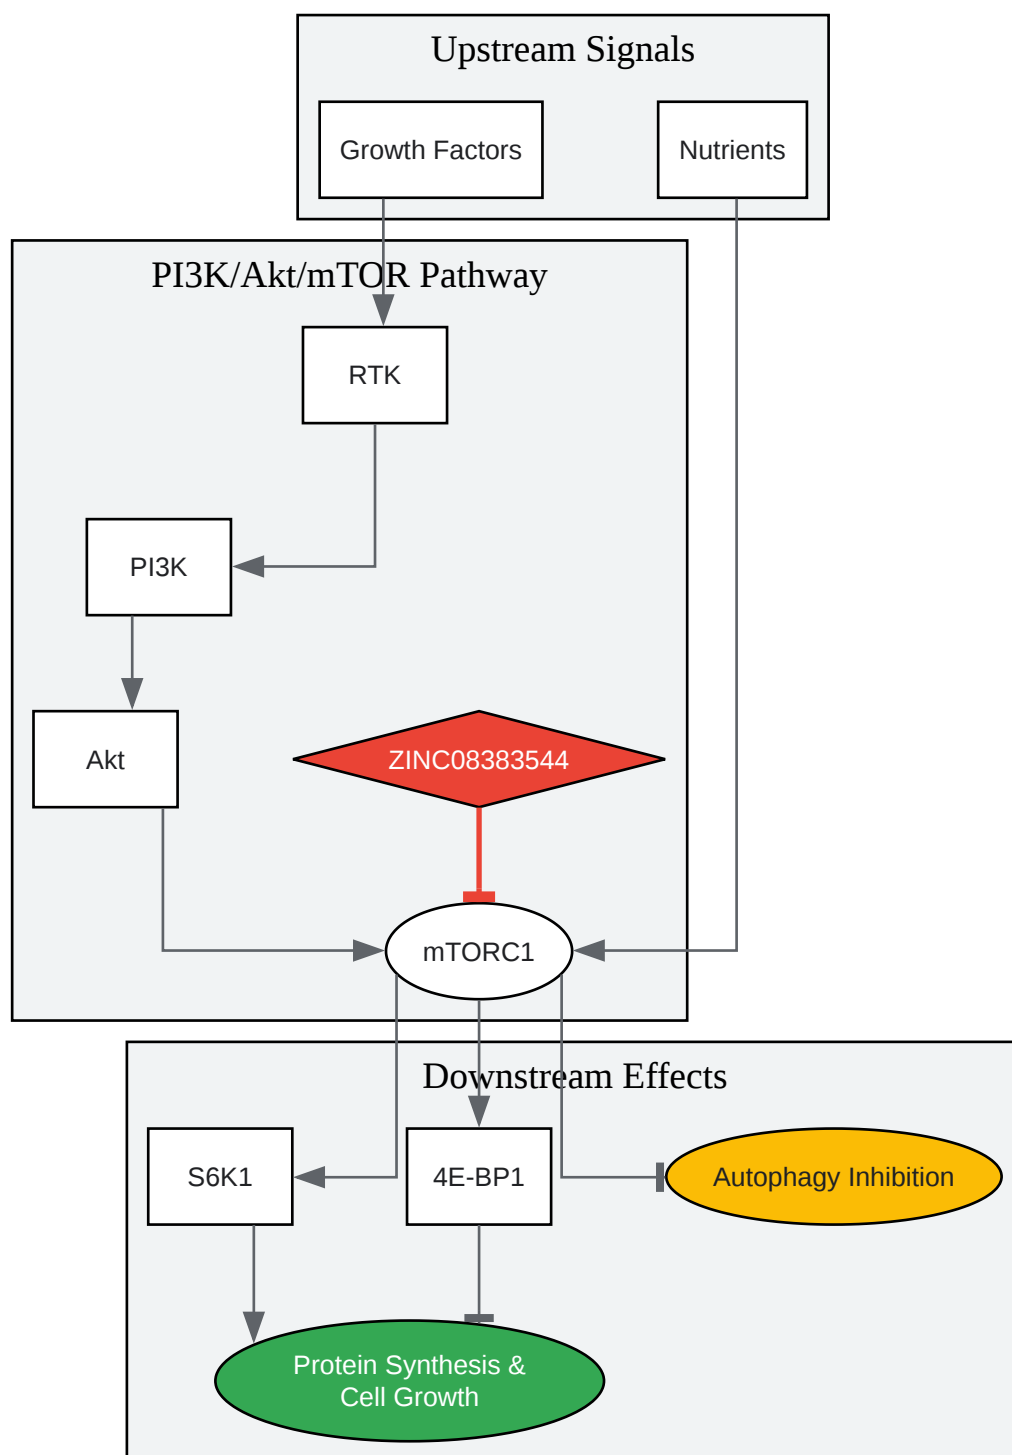 Upstream Signals
Growth Factors
Nutrients
PI3K/Akt/mTOR Pathway
RTK
PI3K
Akt
ZINC08383544
mTORC1
Downstream Effects
S6K1
4E-BP1
Autophagy Inhibition
Protein Synthesis &
Cell Growth